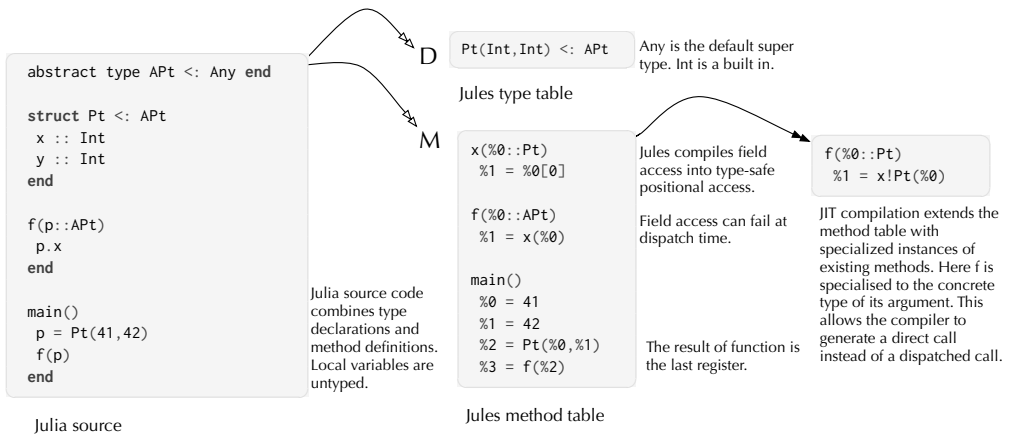 abstract type APt <: Any end
struct Pt <: APt
x :: Int
y :: Int
end
f(p::APt)
p.x
end
main()
p = Pt(41,42)
f(p)
end
Julia source
Julia source code
combines type
declarations and
method definitions.
Local variables are
untyped.
D
Pt(Int,Int) <: APt
Any is the default super
type. Int is a built in.
Jules type table
M
x(%0::Pt)
%1 = %0[0]
f(%0::APt)
%1 = x(%0)
main()
%0 = 41
%1 = 42
%2 = Pt(%0,%1)
%3 = f(%2)
Jules method table
Jules compiles field
access into type-safe
positional access.
Field access can fail at
dispatch time.
The result of function is
the last register.
f(%0::Pt)
%1 = x!Pt(%0)
JIT compilation extends the
method table with
specialized instances of
existing methods. Here f is
specialised to the concrete
type of its argument. This
allows the compiler to
generate a direct call
instead of a dispatched call.